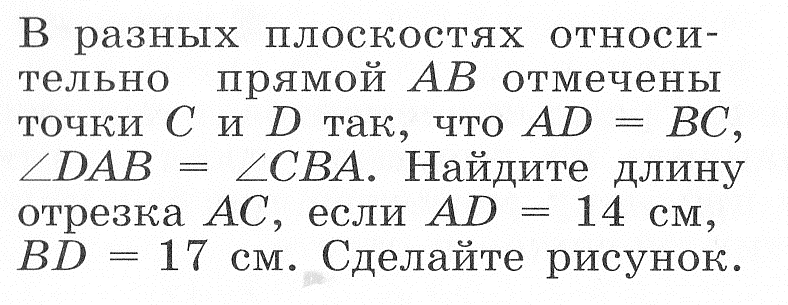 В разных плоскостях относи-
тельно прямой AB отмечены
точки C и D так, что AD = BC,
∠DAB = ∠CBA. Найдите длину
отрезка AC, если AD = 14 см,
BD = 17 см. Сделайте рисунок.